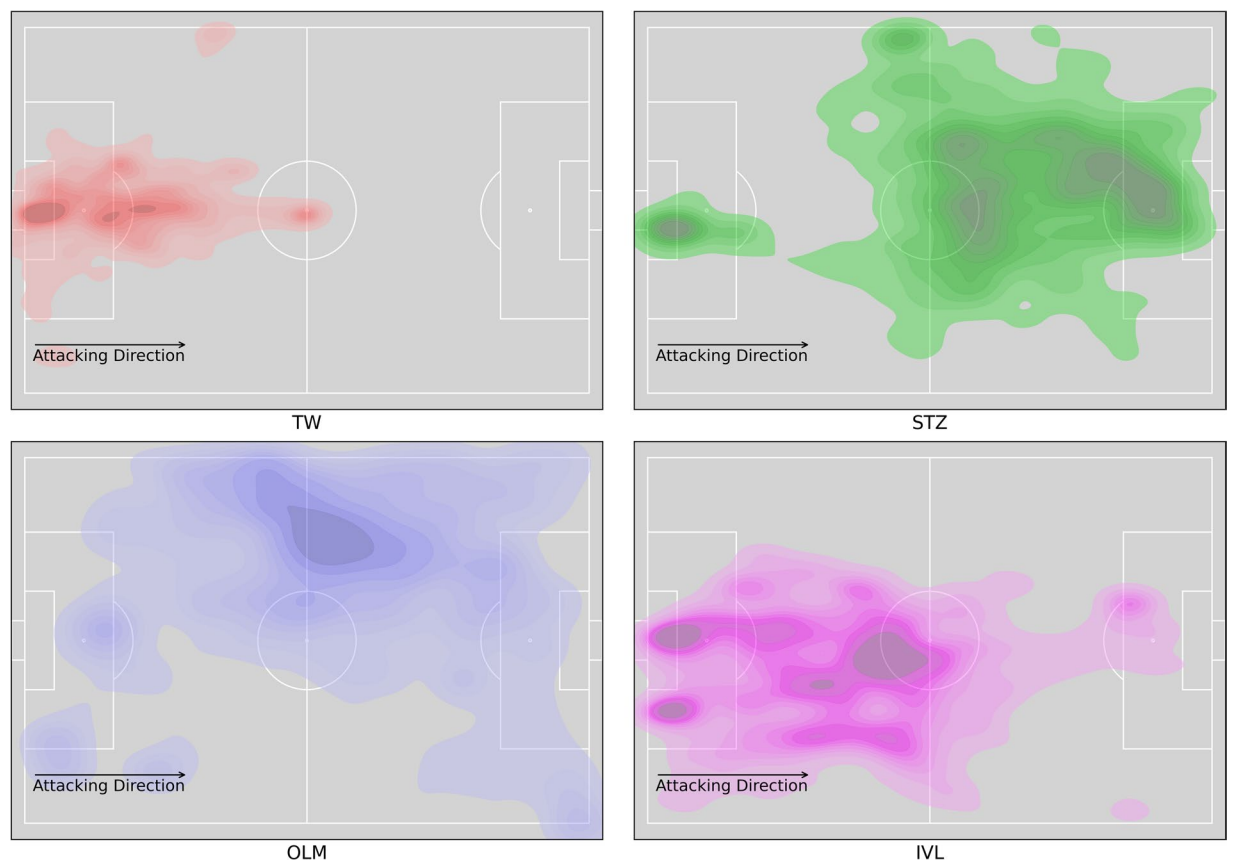 Attacking Direction
Attacking Direction
TW
STZ
Attacking Direction
Attacking Direction
OLM
IVL